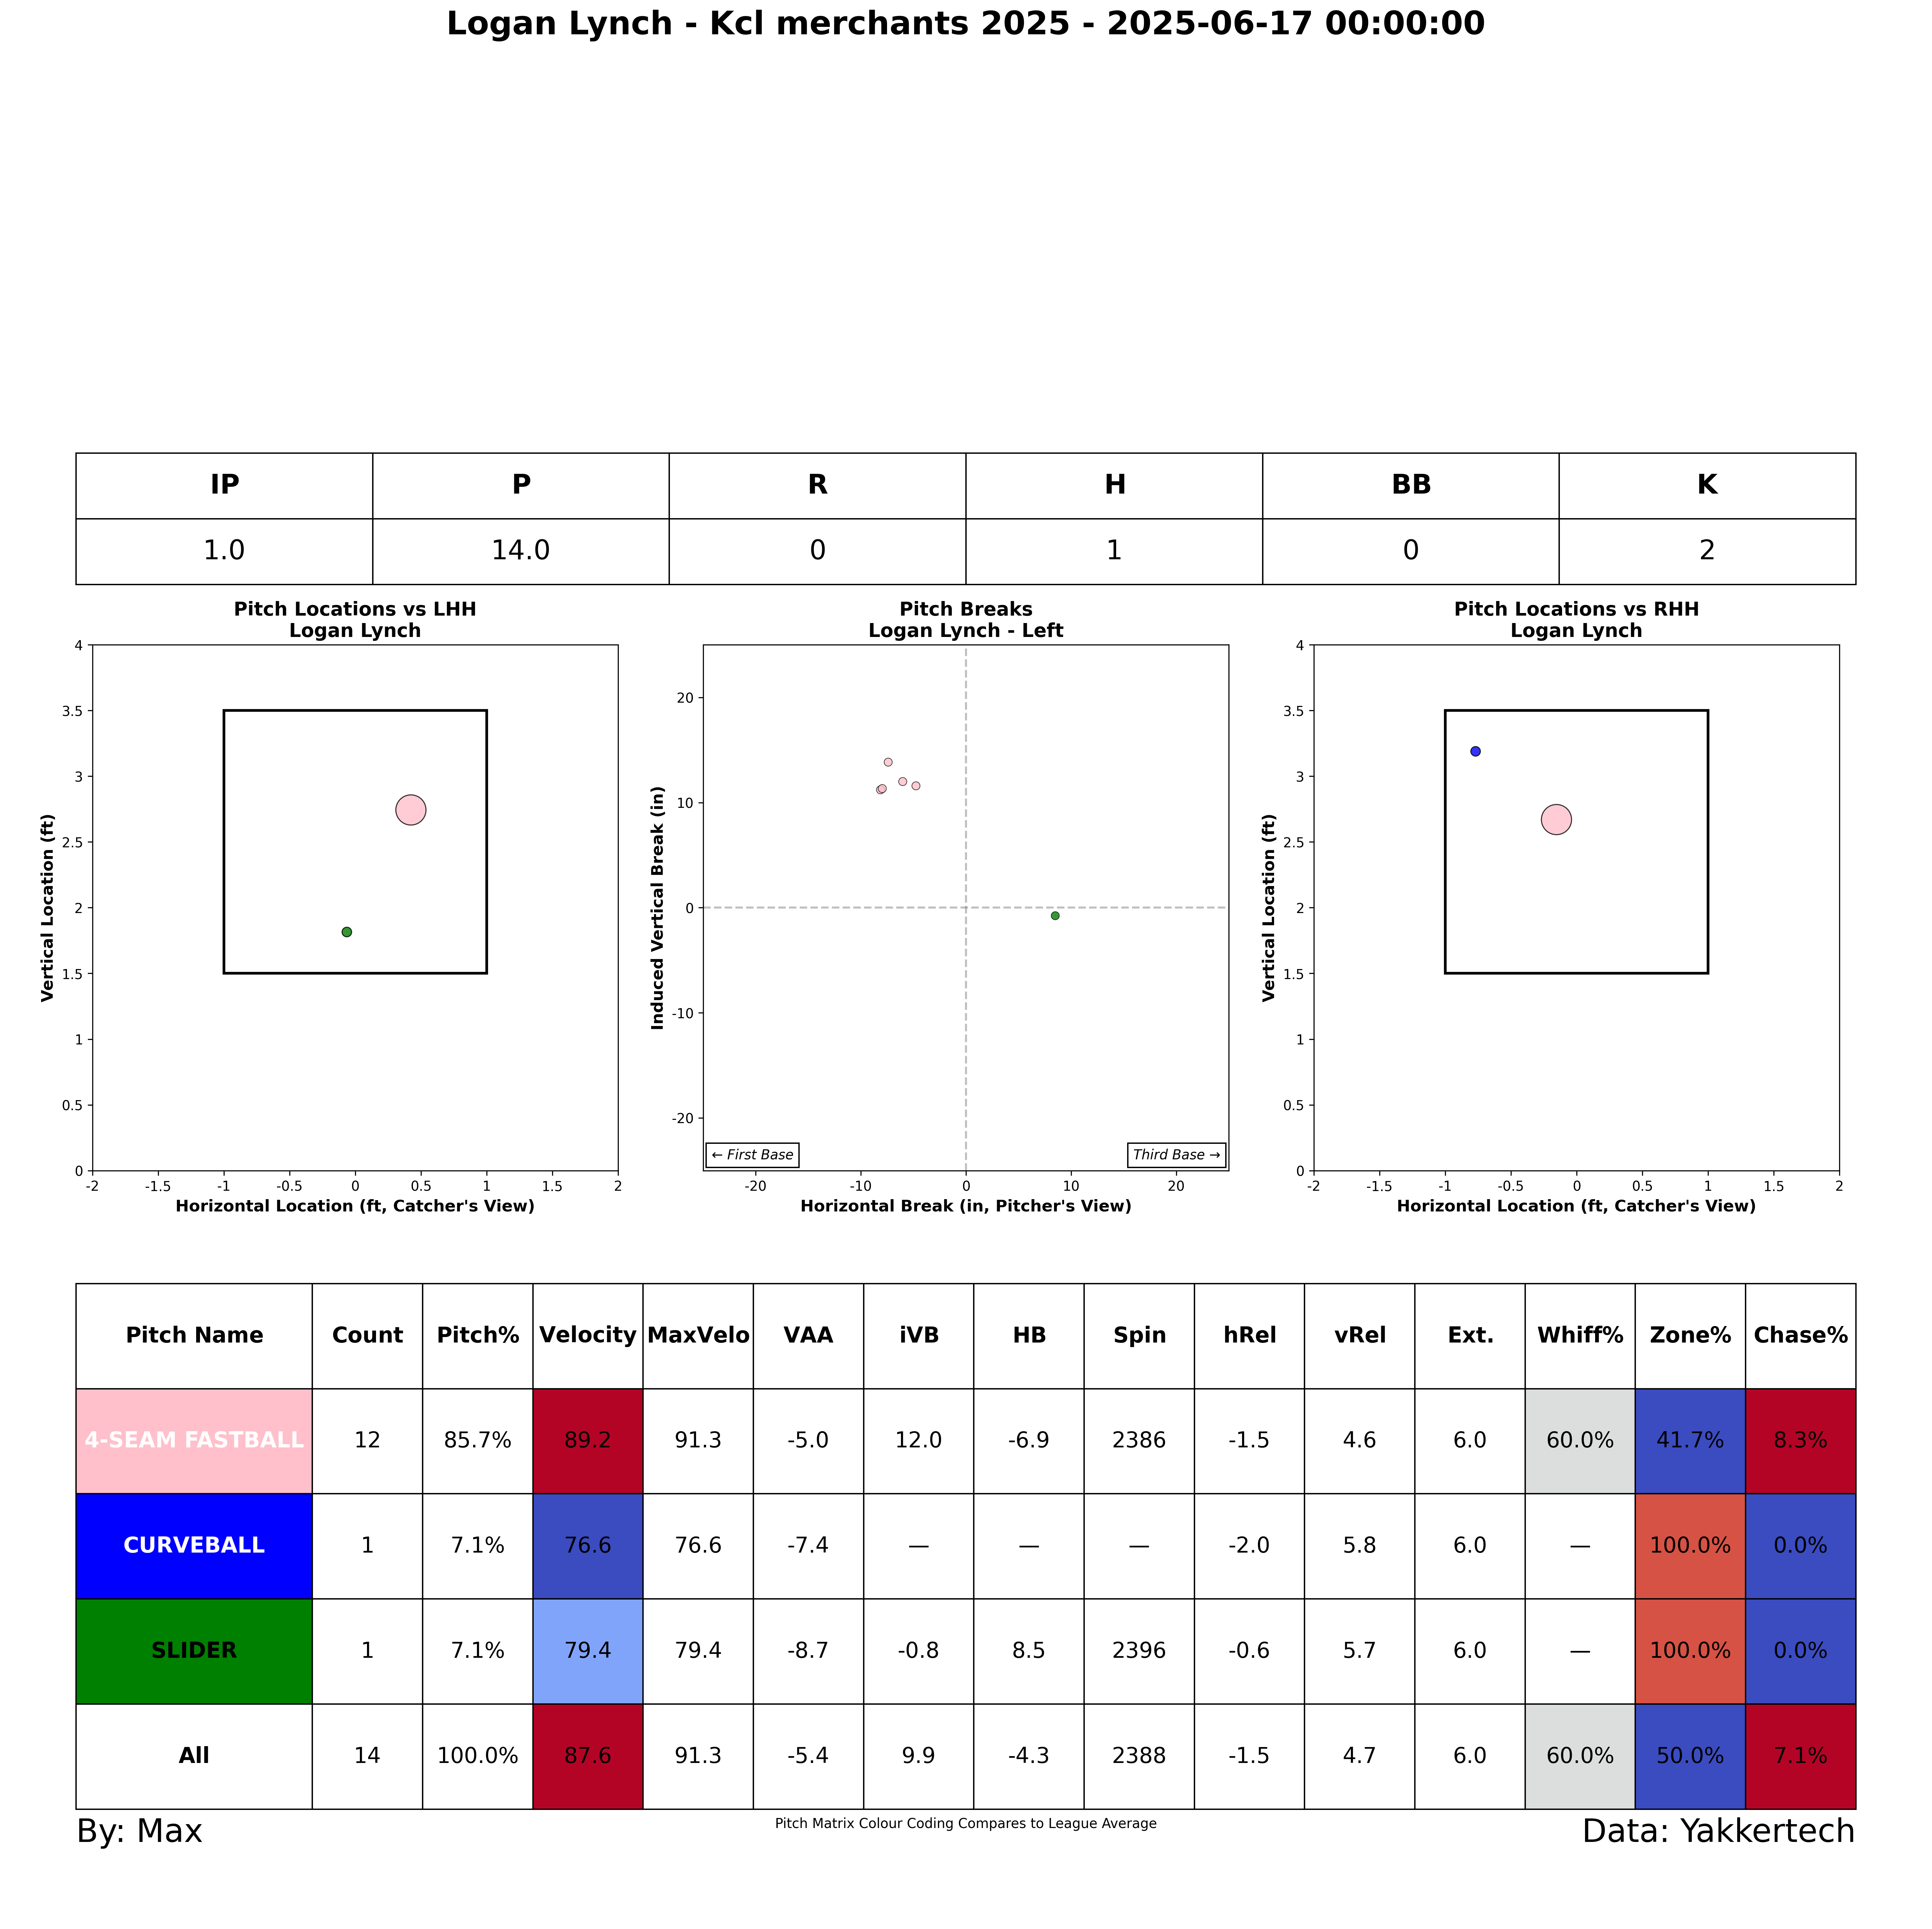 Logan Lynch - Kcl merchants 2025 - 2025-06-17 00:00:00
IP P R H BB K
1.0 14.0 0 1 0 2
Pitch Locations vs LHH
Logan Lynch
4
3.5
3
2.5
2
1.5
1
0.5
0
Vertical Location (ft)
-2 -1.5 -1 -0.5 0 0.5 1 1.5 2
Horizontal Location (ft, Catcher's View)
Pitch Breaks
Logan Lynch - Left
20
10
0
-10
-20
Induced Vertical Break (in)
← First Base
Third Base →
-20 -10 0 10 20
Horizontal Break (in, Pitcher's View)
Pitch Locations vs RHH
Logan Lynch
4
3.5
3
2.5
2
1.5
1
0.5
0
Vertical Location (ft)
-2 -1.5 -1 -0.5 0 0.5 1 1.5 2
Horizontal Location (ft, Catcher's View)
Pitch Name Count Pitch% Velocity MaxVelo VAA iVB HB Spin hRel vRel Ext. Whiff% Zone% Chase%
4-SEAM FASTBALL 12 85.7% 89.2 91.3 -5.0 12.0 -6.9 2386 -1.5 4.6 6.0 60.0% 41.7% 8.3%
CURVEBALL 1 7.1% 76.6 76.6 -7.4 — — — -2.0 5.8 6.0 — 100.0% 0.0%
SLIDER 1 7.1% 79.4 79.4 -8.7 -0.8 8.5 2396 -0.6 5.7 6.0 — 100.0% 0.0%
All 14 100.0% 87.6 91.3 -5.4 9.9 -4.3 2388 -1.5 4.7 6.0 60.0% 50.0% 7.1%
By: Max
Pitch Matrix Colour Coding Compares to League Average
Data: Yakkertech